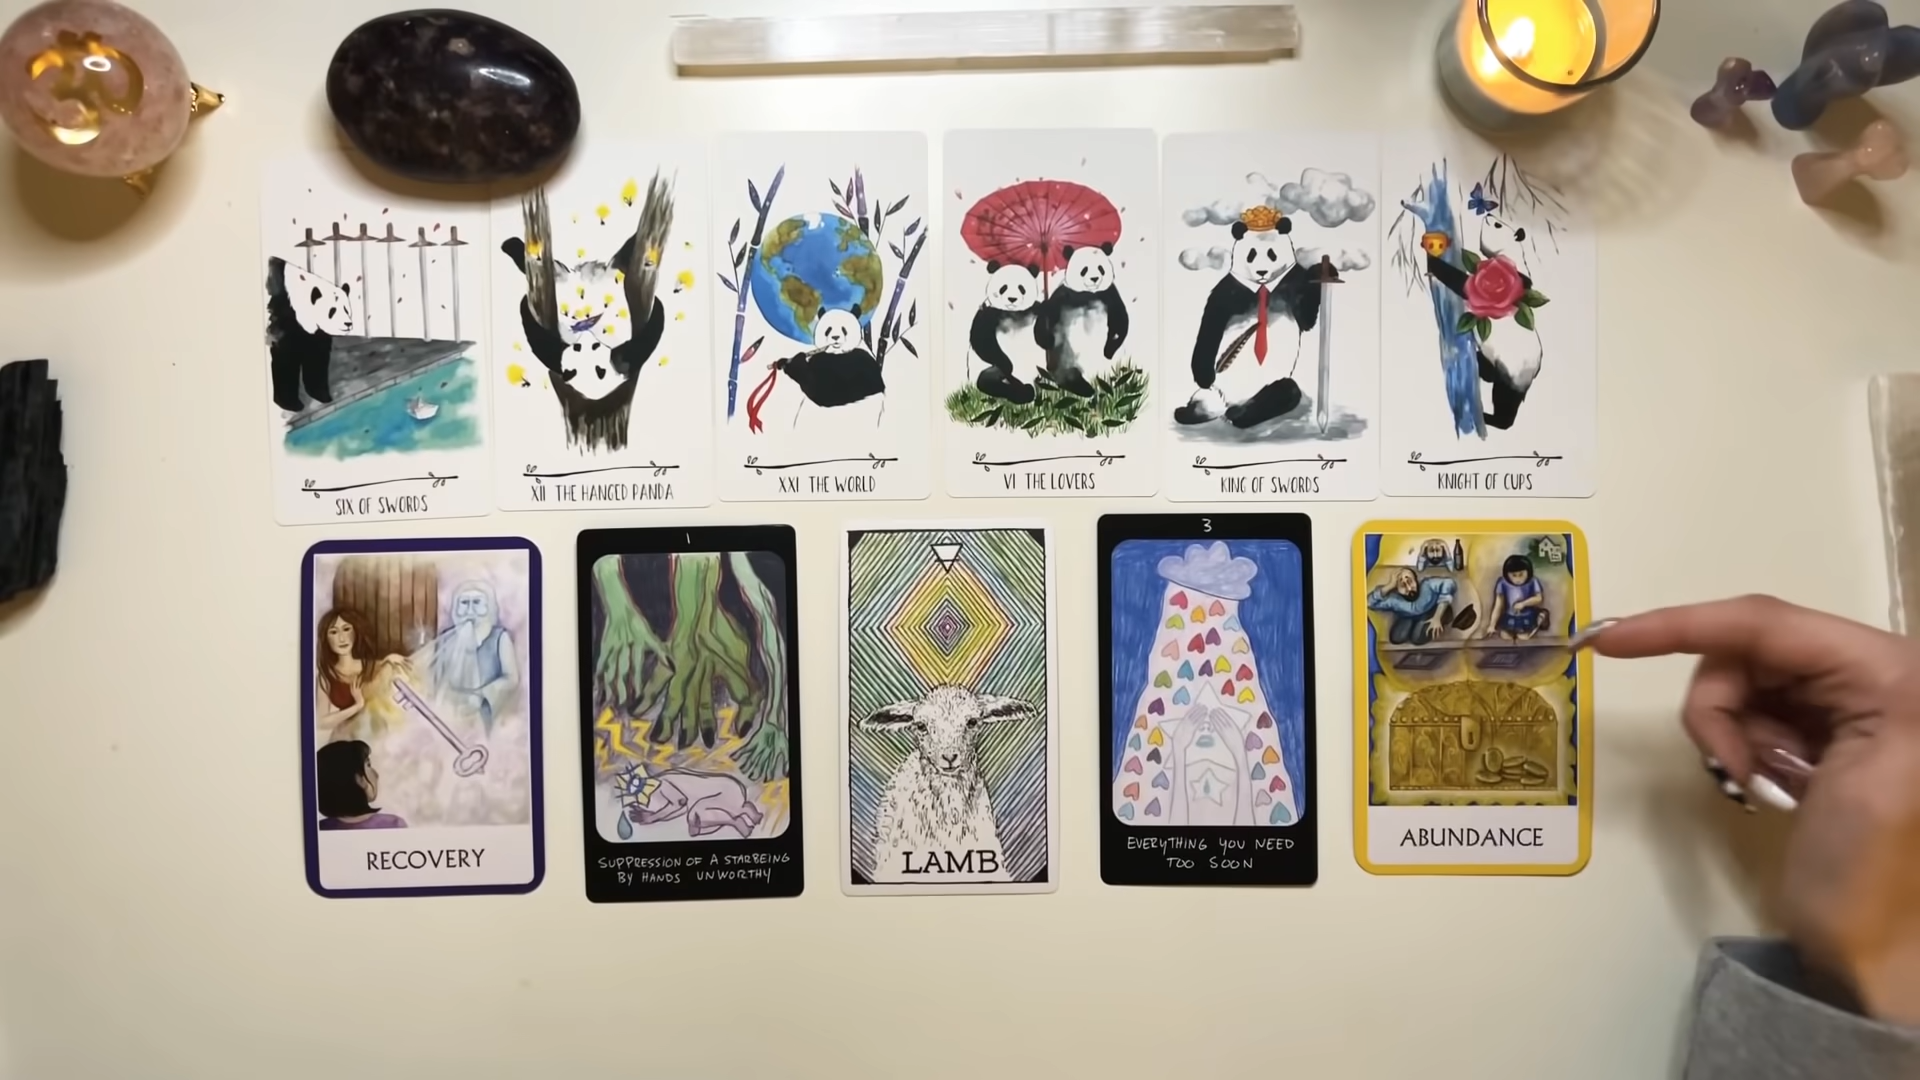 SIX OF SWORDS
XII THE HANGED PANDA
XXI THE WORLD
VI THE LOVERS
KING OF SWORDS
KNIGHT OF CUPS
RECOVERY
1
SUPPRESSION OF A STARBEING
BY HANDS UNWORTHY
LAMB
3
EVERYTHING YOU NEED
TOO SOON
ABUNDANCE